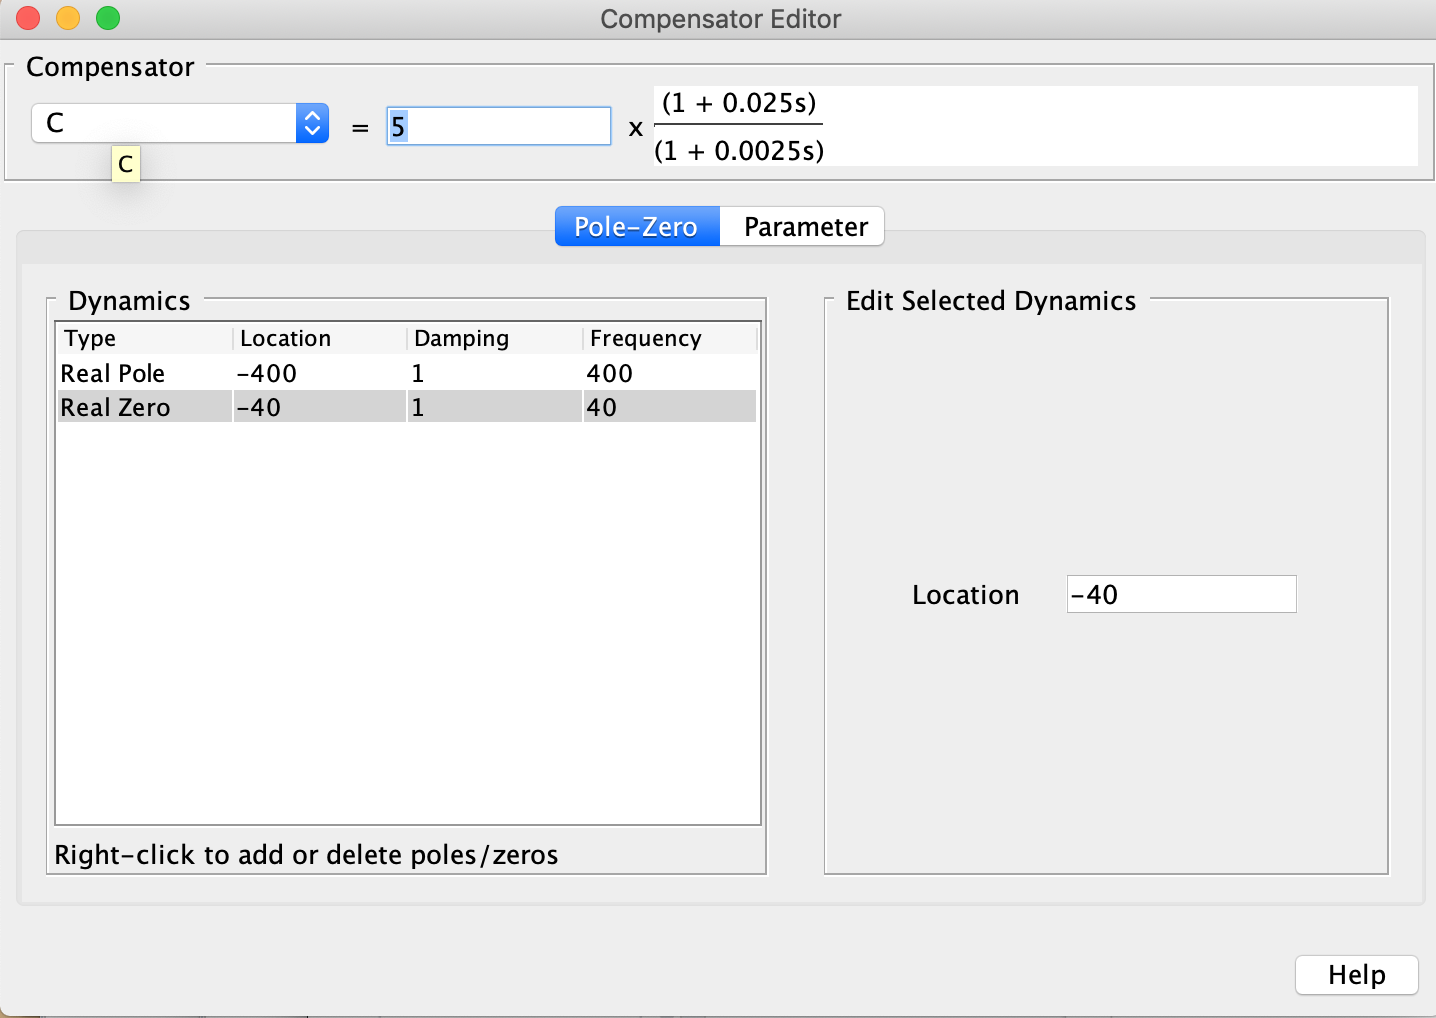 Compensator Editor
Compensator
C = 5 x (1 + 0.025s)
(1 + 0.0025s)
C
Pole-Zero Parameter
Dynamics
Type Location Damping Frequency
Real Pole -400 1 400
Real Zero -40 1 40
Right-click to add or delete poles/zeros
Edit Selected Dynamics
Location -40
Help